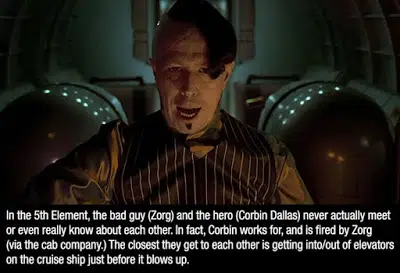 In the 5th Element, the bad guy (Zorg) and the hero (Corbin Dallas) never actually meet
or even really know about each other. In fact, Corbin works for, and is fired by Zorg
(via the cab company.) The closest they get to each other is getting into/out of elevators
on the cruise ship just before it blows up.